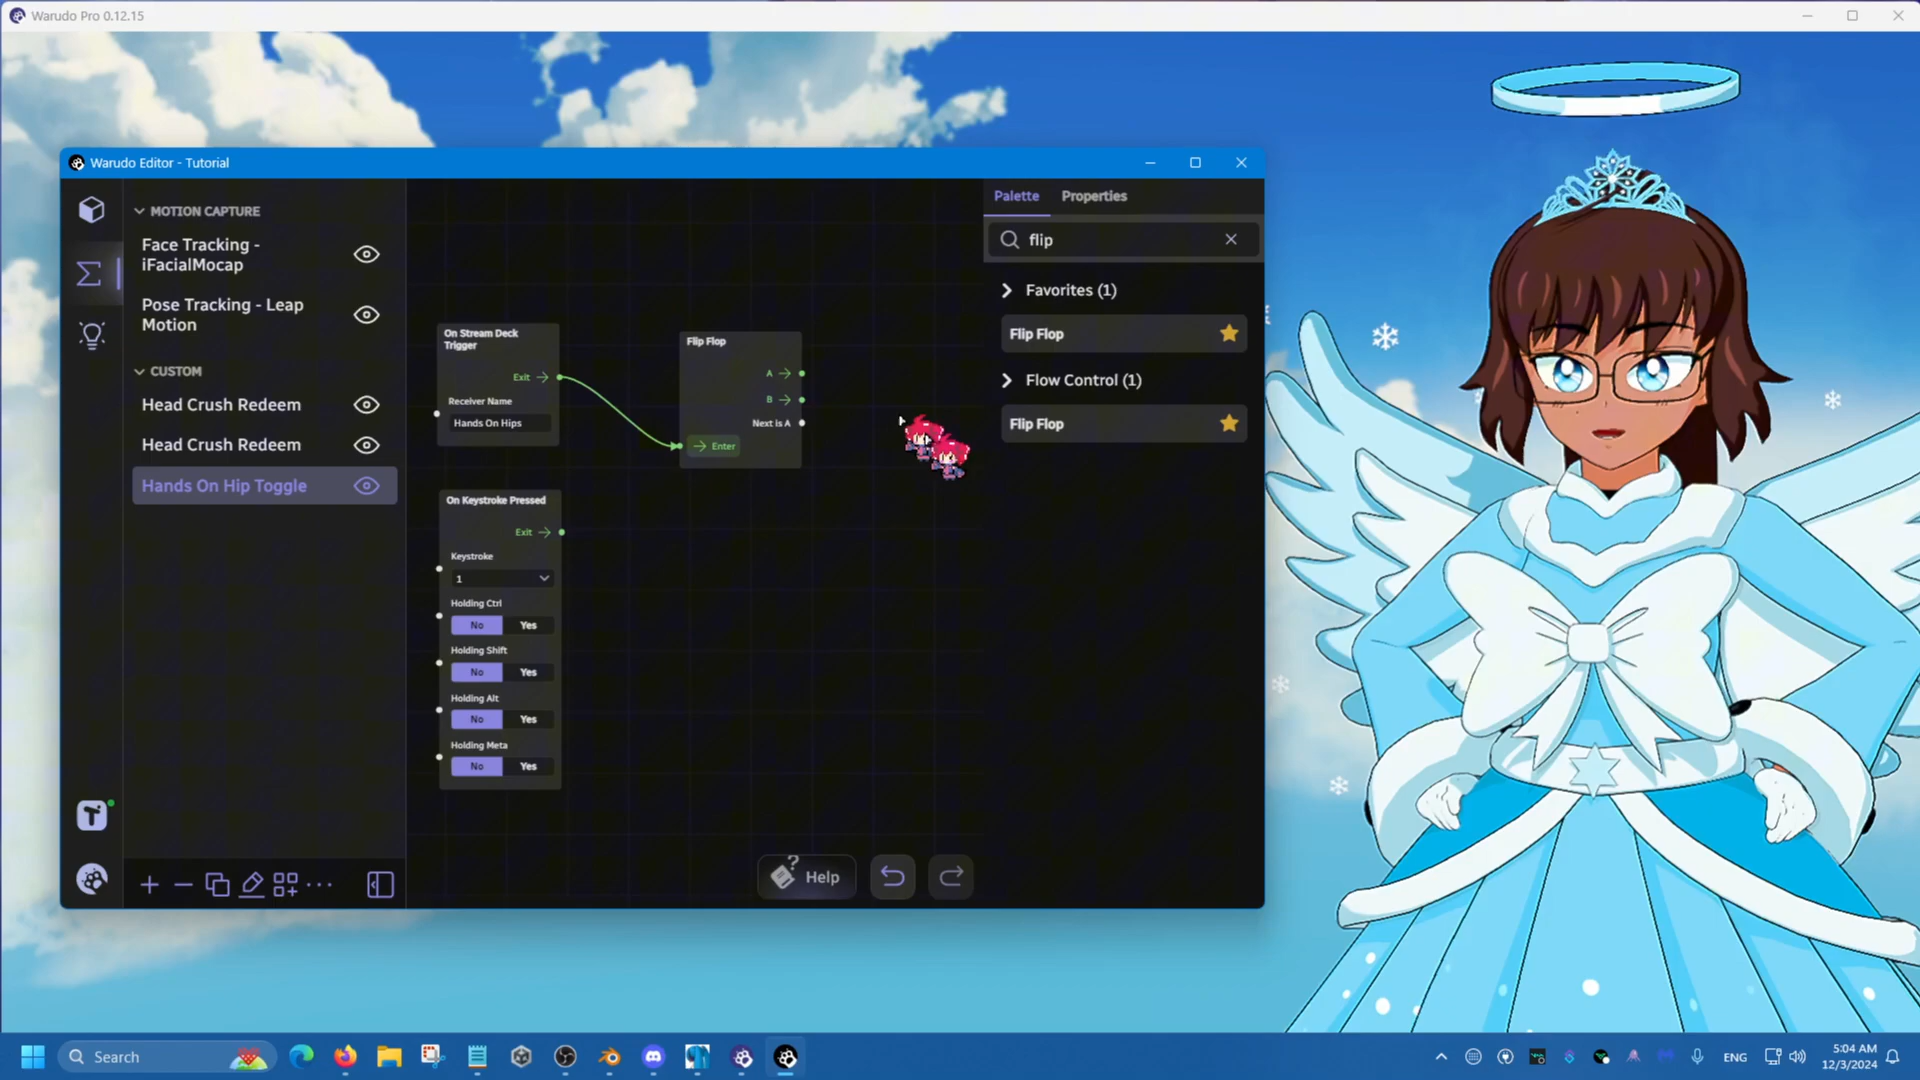 Warudo Pro 0.12.15
Warudo Editor - Tutorial
MOTION CAPTURE
Face Tracking -
iFacialMocap
Pose Tracking - Leap
Motion
CUSTOM
Head Crush Redeem
Head Crush Redeem
Hands On Hip Toggle
On Stream Deck
Trigger
Exit
Receiver Name
Hands On Hips
Flip Flop
A
B
Next is A
Enter
On Keystroke Pressed
Exit
Keystroke
1
Holding Ctrl
No Yes
Holding Shift
No Yes
Holding Alt
No Yes
Holding Meta
No Yes
Help
Palette Properties
flip
Favorites (1)
Flip Flop
Flow Control (1)
Flip Flop
Search
ENG
5:04 AM
12/3/2024